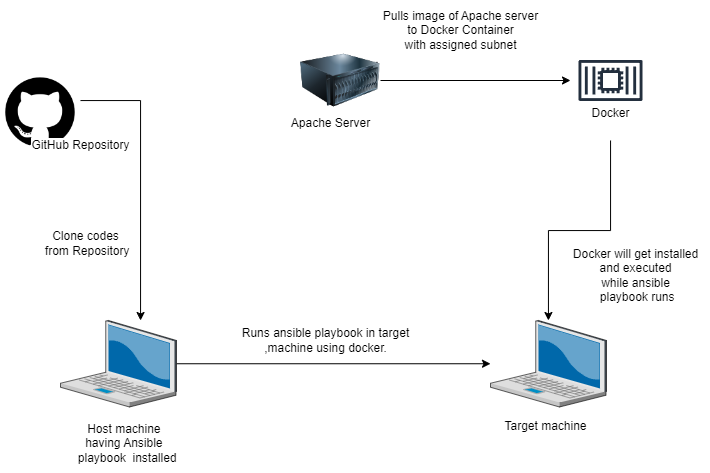 Pulls image of Apache server
to Docker Container
with assigned subnet
Apache Server
Docker
GitHub Repository
Clone codes
from Repository
Docker will get installed
and executed
while ansible
playbook runs
Runs ansible playbook in target
,machine using docker.
Host machine
having Ansible
playbook installed
Target machine